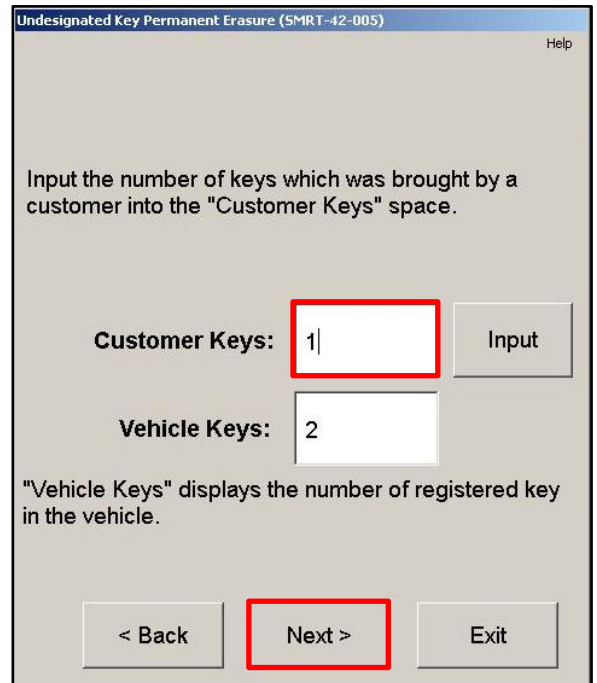 Undesignated Key Permanent Erasure (SMRT-42-005)
Help
Input the number of keys which was brought by a
customer into the "Customer Keys" space.
Customer Keys: 1 Input
Vehicle Keys: 2
"Vehicle Keys" displays the number of registered key
in the vehicle.
< Back Next > Exit